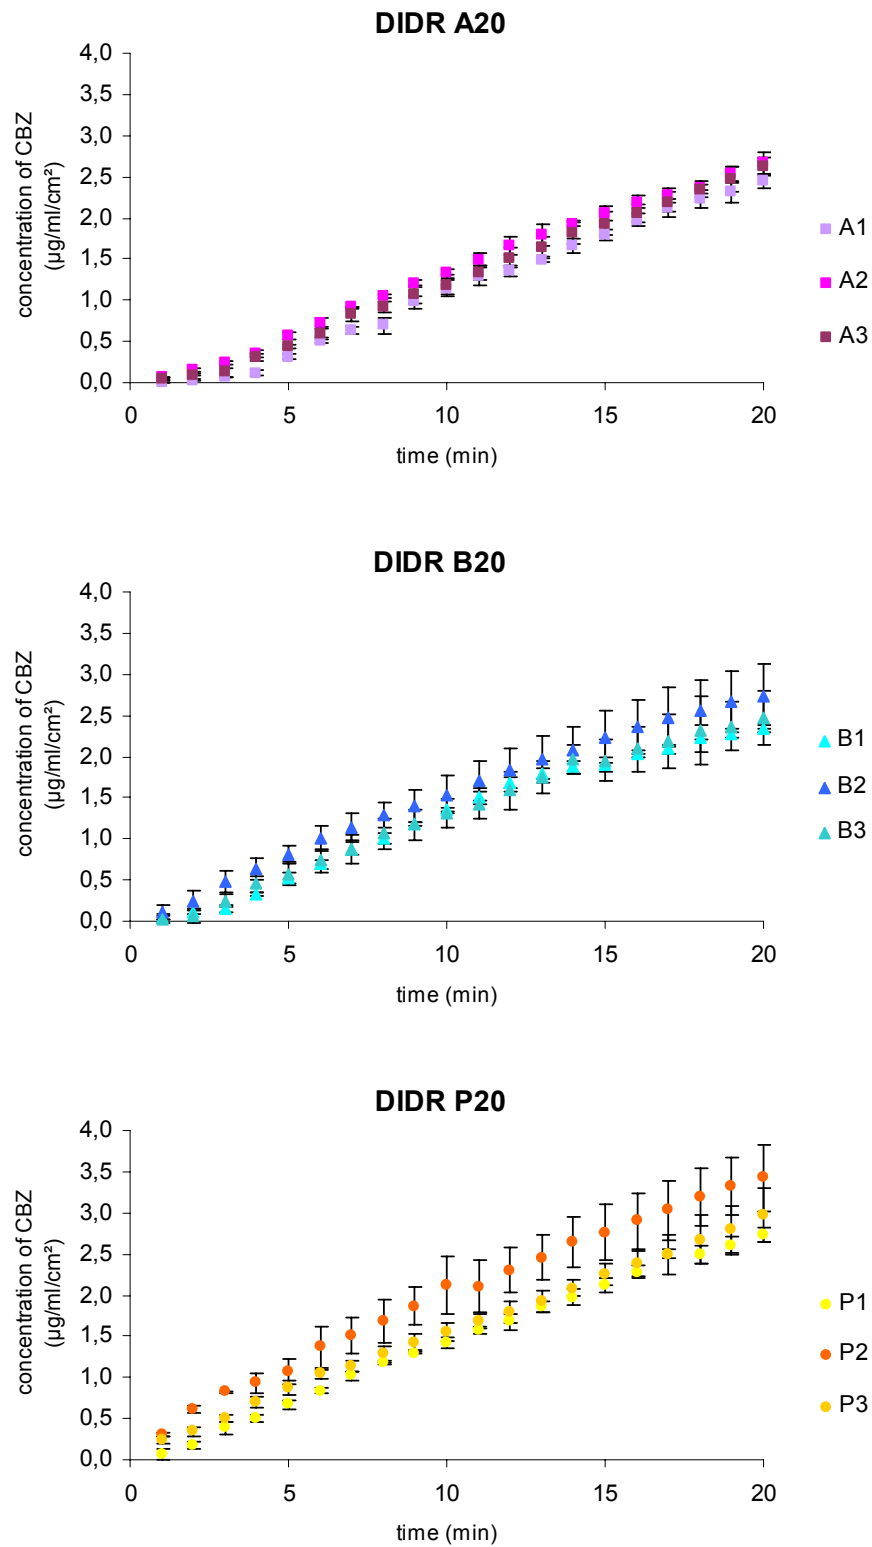 DIDR A20
concentration of CBZ
(µg/ml/cm²)
4,0
3,5
3,0
2,5
2,0
1,5
1,0
0,5
0,0
0
5
10
15
20
time (min)
A1
A2
A3
DIDR B20
concentration of CBZ
(µg/ml/cm²)
4,0
3,5
3,0
2,5
2,0
1,5
1,0
0,5
0,0
0
5
10
15
20
time (min)
B1
B2
B3
DIDR P20
concentration of CBZ
(µg/ml/cm²)
4,0
3,5
3,0
2,5
2,0
1,5
1,0
0,5
0,0
0
5
10
15
20
time (min)
P1
P2
P3